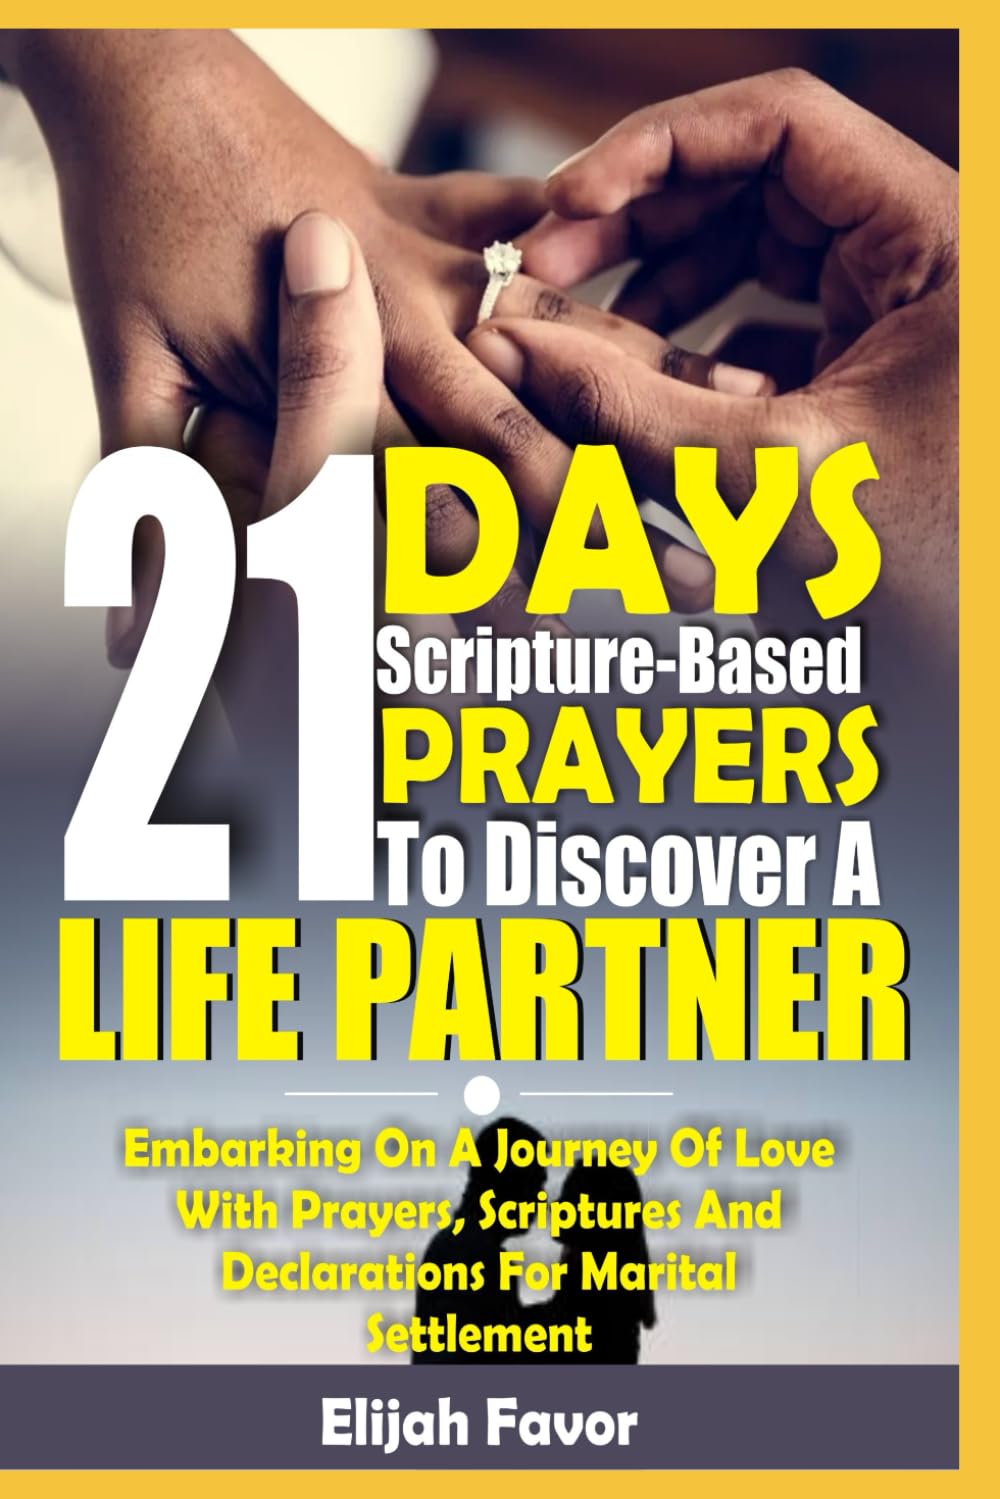 21 DAYS
Scripture-Based
PRAYERS
To Discover A
LIFE PARTNER
Embarking On A Journey Of Love
With Prayers, Scriptures And
Declarations For Marital
Settlement
Elijah Favor